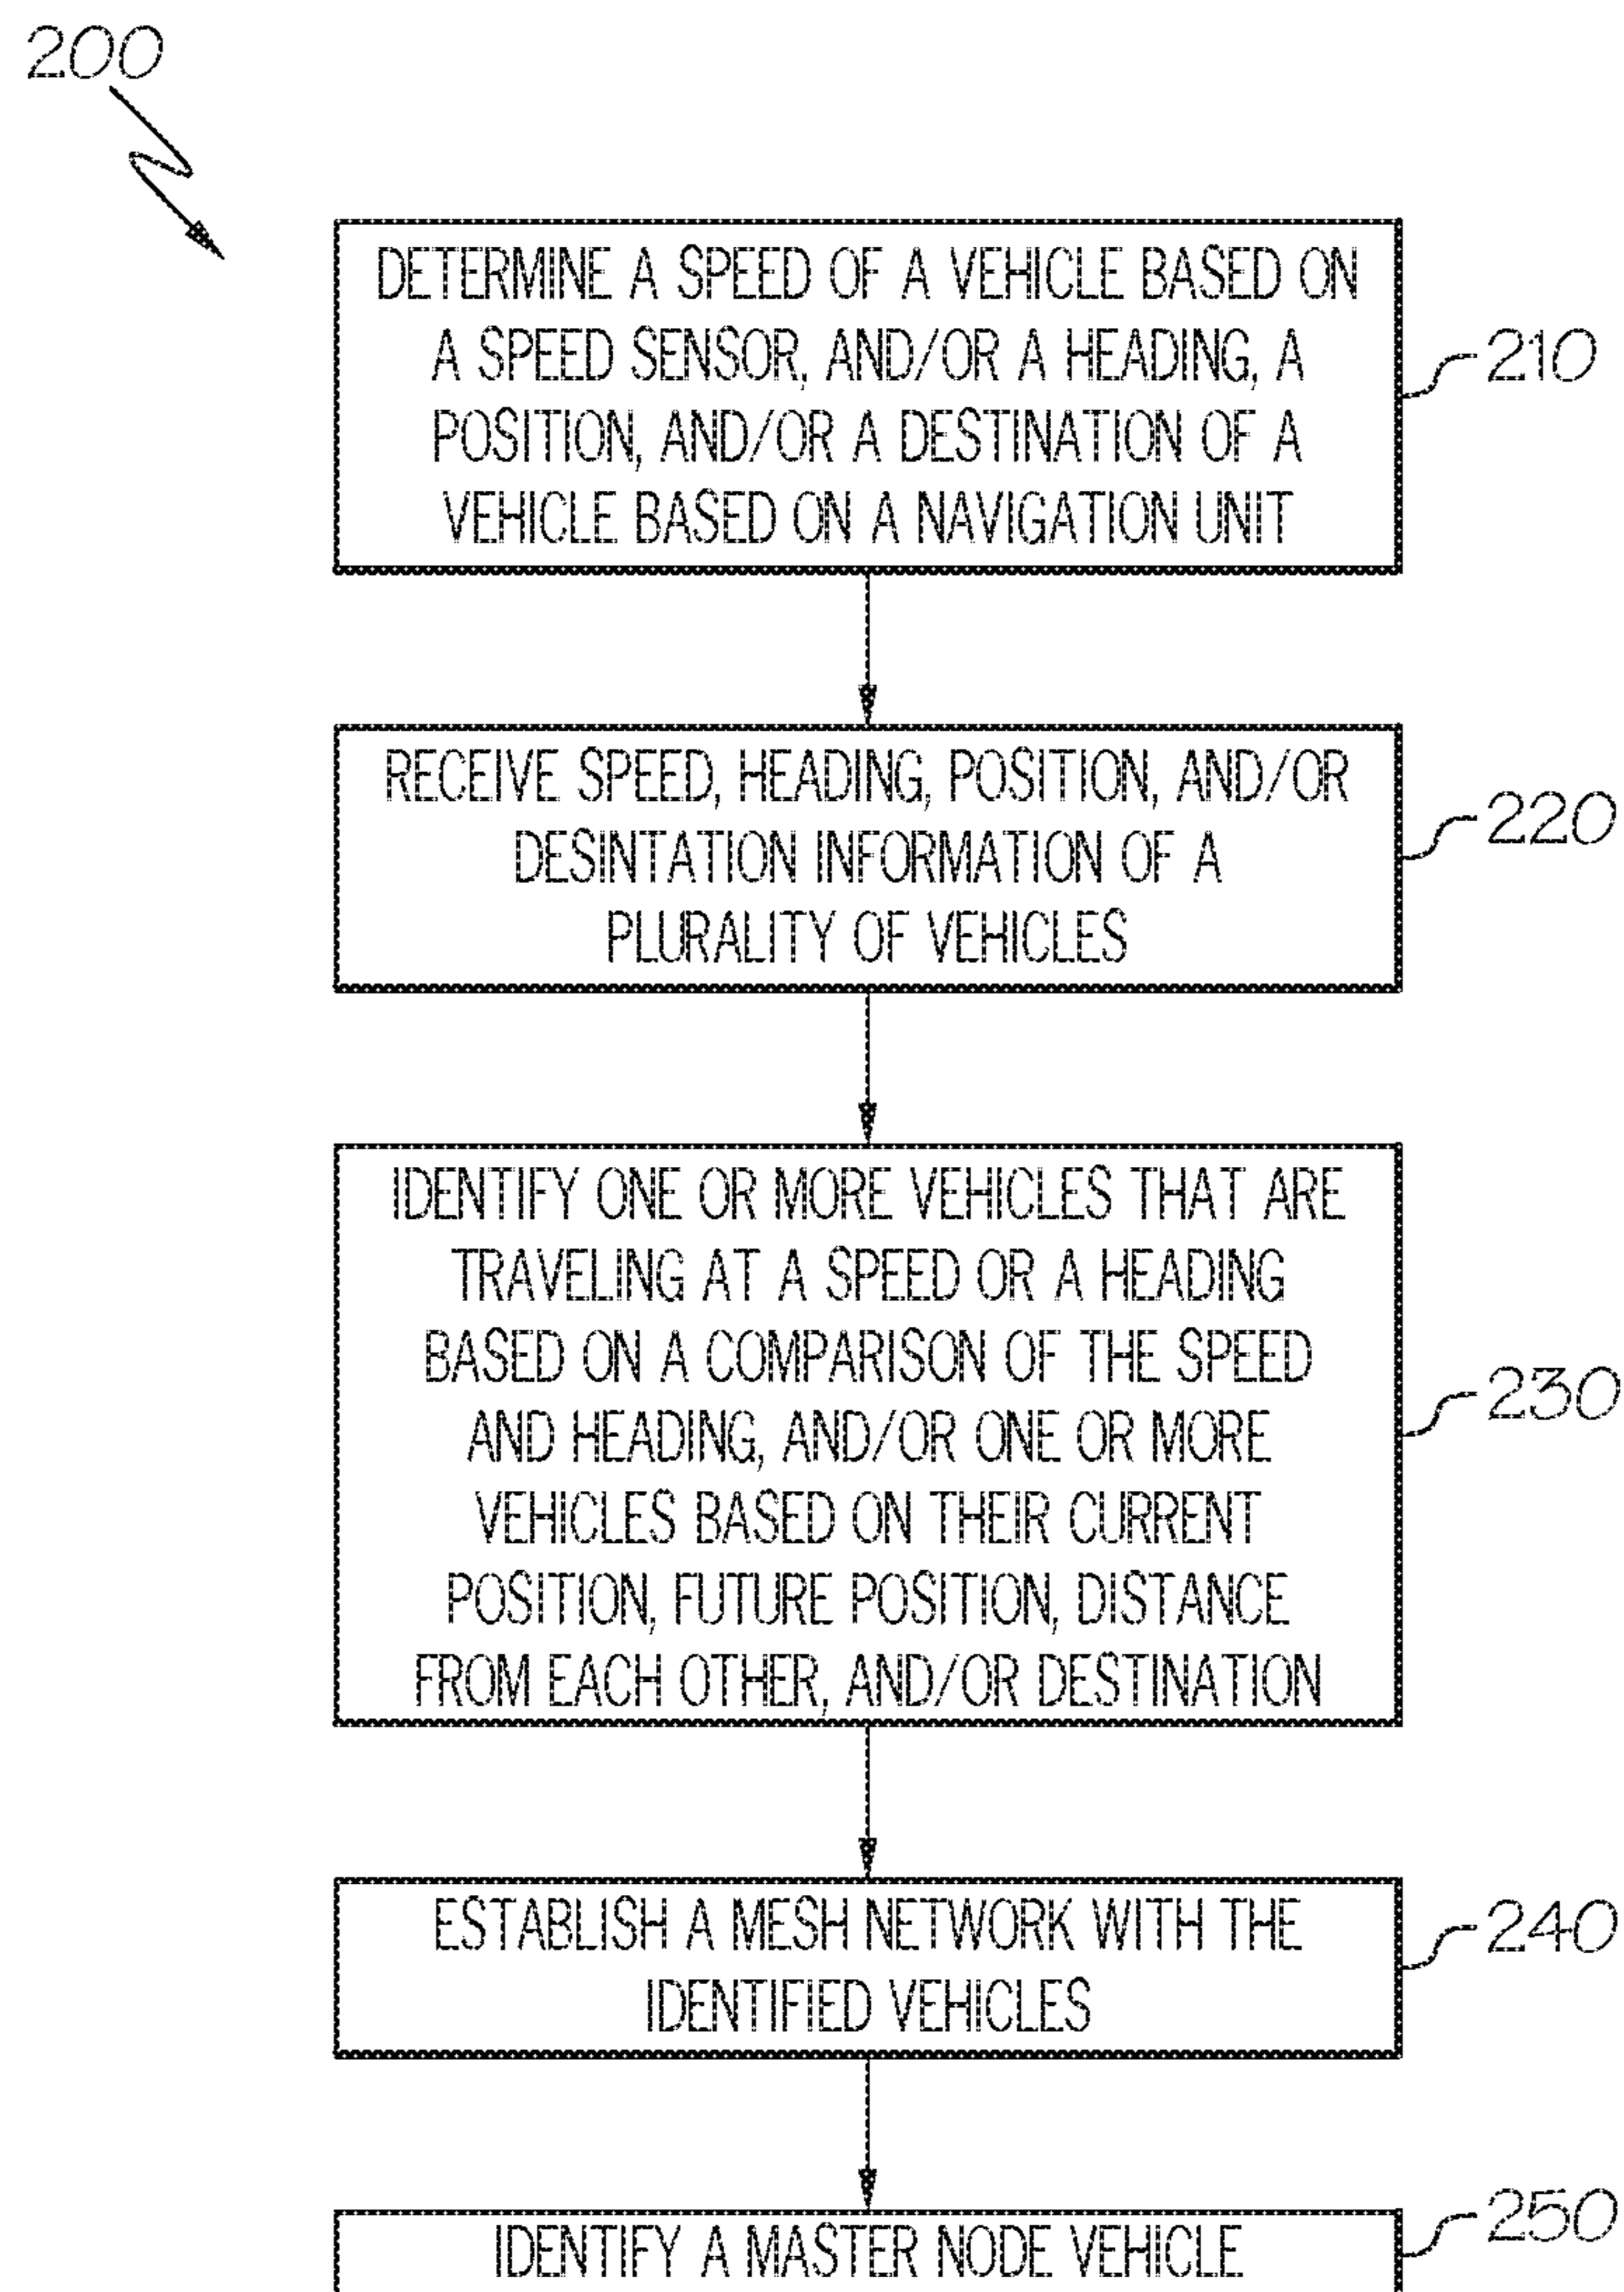 200
DETERMINE A SPEED OF A VEHICLE BASED ON
A SPEED SENSOR, AND/OR A HEADING, A
POSITION, AND/OR A DESTINATION OF A
VEHICLE BASED ON A NAVIGATION UNIT
210
RECEIVE SPEED, HEADING, POSITION, AND/OR
DESINTATION INFORMATION OF A
PLURALITY OF VEHICLES
220
IDENTIFY ONE OR MORE VEHICLES THAT ARE
TRAVELING AT A SPEED OR A HEADING
BASED ON A COMPARISON OF THE SPEED
AND HEADING, AND/OR ONE OR MORE
VEHICLES BASED ON THEIR CURRENT
POSITION, FUTURE POSITION, DISTANCE
FROM EACH OTHER, AND/OR DESTINATION
230
ESTABLISH A MESH NETWORK WITH THE
IDENTIFIED VEHICLES
240
IDENTIFY A MASTER NODE VEHICLE
250